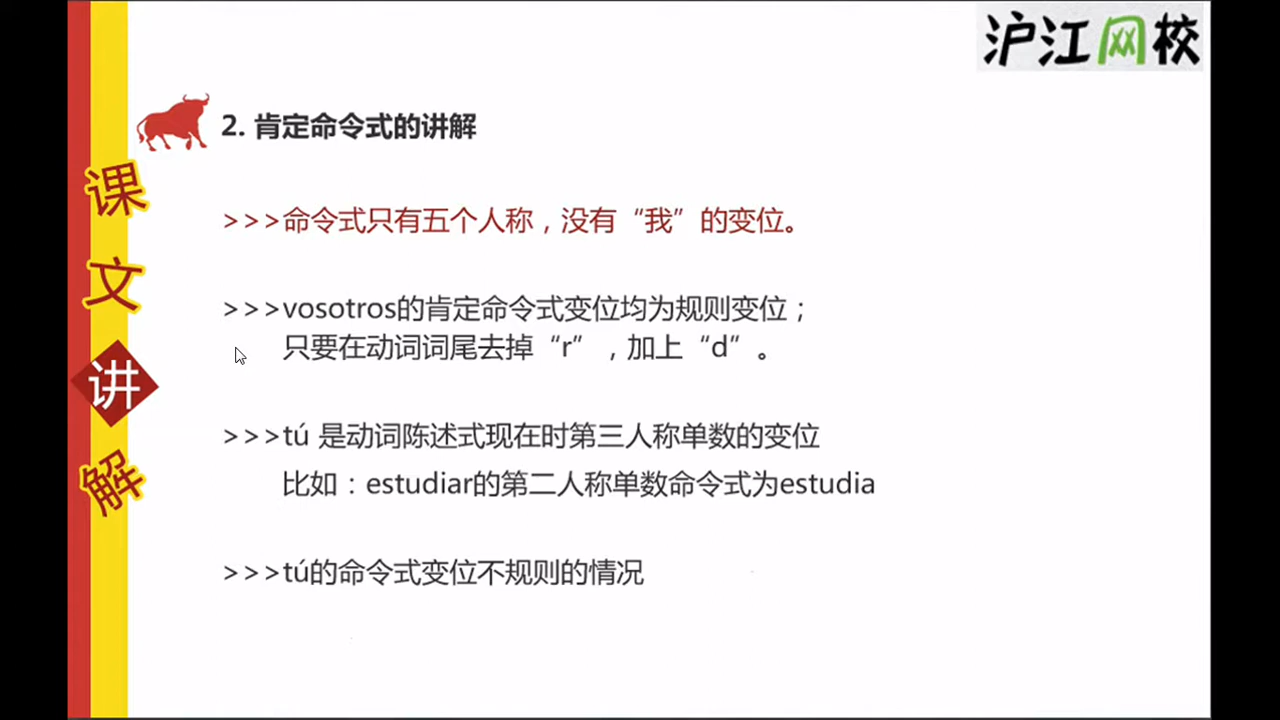 沪江网校
2. 肯定命令式的讲解
课文讲解
>>>命令式只有五个人称，没有“我”的变位。
>>>vosotros的肯定命令式变位均为规则变位；
只要在动词词尾去掉“r”，加上“d”。
>>>tú 是动词陈述式现在时第三人称单数的变位
比如：estudiar的第二人称单数命令式为estudia
>>>tú的命令式变位不规则的情况